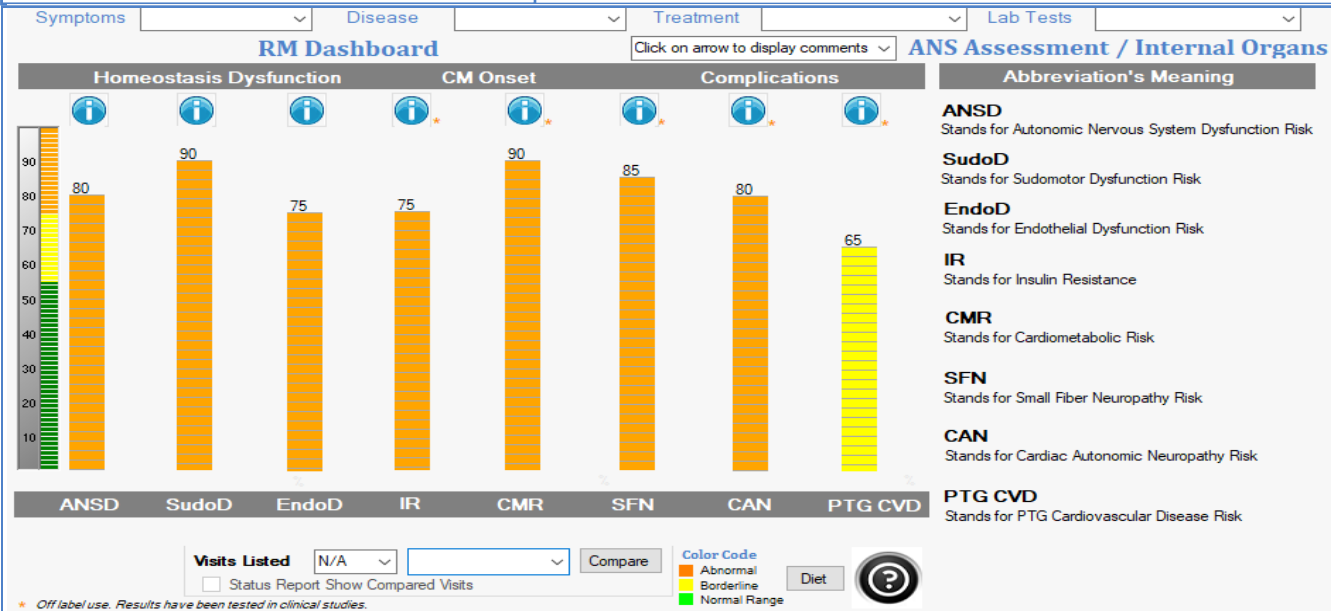 Symptoms Disease Treatment Lab Tests
RM Dashboard Click on arrow to display comments ANS Assessment / Internal Organs
Homeostasis Dysfunction CM Onset Complications Abbreviation's Meaning
* * * * *
90 80 70 60 50 40 30 20 10
80 90 75 75 90 85 80 65
% % %
ANSD SudoD EndoD IR CMR SFN CAN PTG CVD
ANSD
Stands for Autonomic Nervous System Dysfunction Risk
SudoD
Stands for Sudomotor Dysfunction Risk
EndoD
Stands for Endothelial Dysfunction Risk
IR
Stands for Insulin Resistance
CMR
Stands for Cardiometabolic Risk
SFN
Stands for Small Fiber Neuropathy Risk
CAN
Stands for Cardiac Autonomic Neuropathy Risk
PTG CVD
Stands for PTG Cardiovascular Disease Risk
Visits Listed N/A Compare
Status Report Show Compared Visits
Color Code
Abnormal
Borderline
Normal Range
Diet
?
* Off label use. Results have been tested in clinical studies.